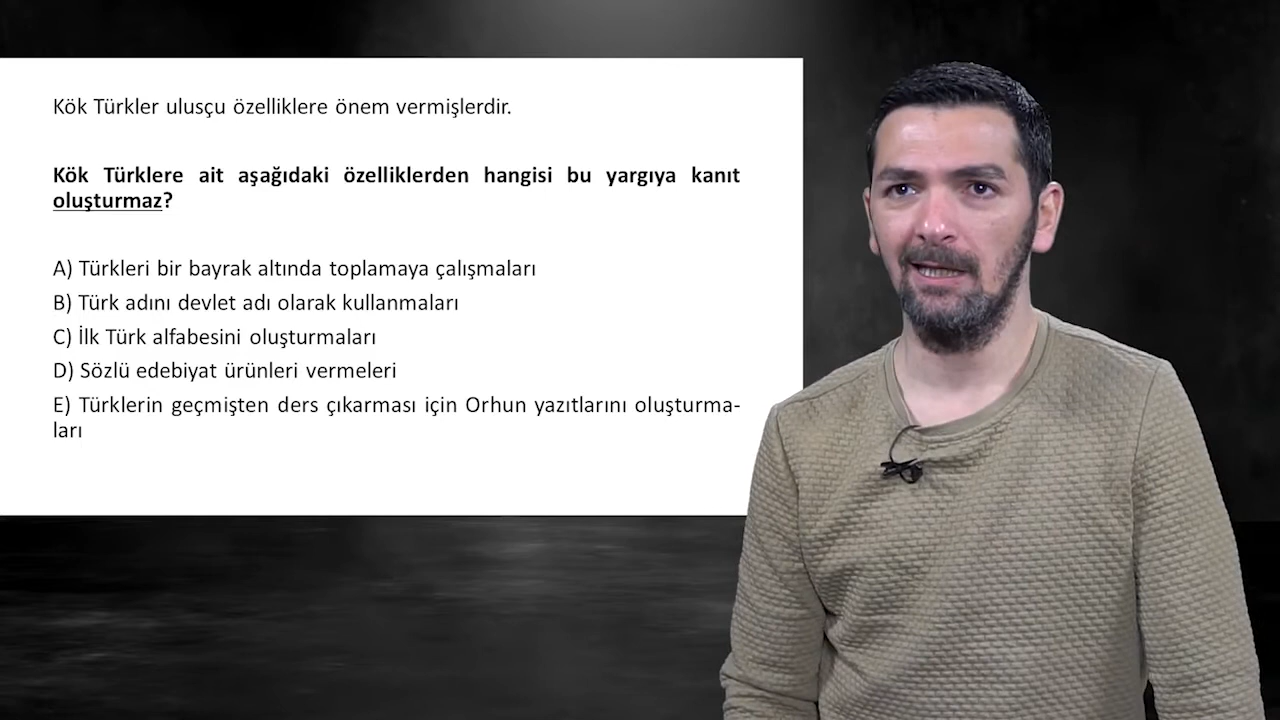 Kök Türkler ulusçu özelliklere önem vermişlerdir.
Kök Türklere ait aşağıdaki özelliklerden hangisi bu yargıya kanıt
oluşturmaz?
A) Türkleri bir bayrak altında toplamaya çalışmaları
B) Türk adını devlet adı olarak kullanmaları
C) İlk Türk alfabesini oluşturmaları
D) Sözlü edebiyat ürünleri vermeleri
E) Türklerin geçmişten ders çıkarması için Orhun yazıtlarını oluşturma-
ları